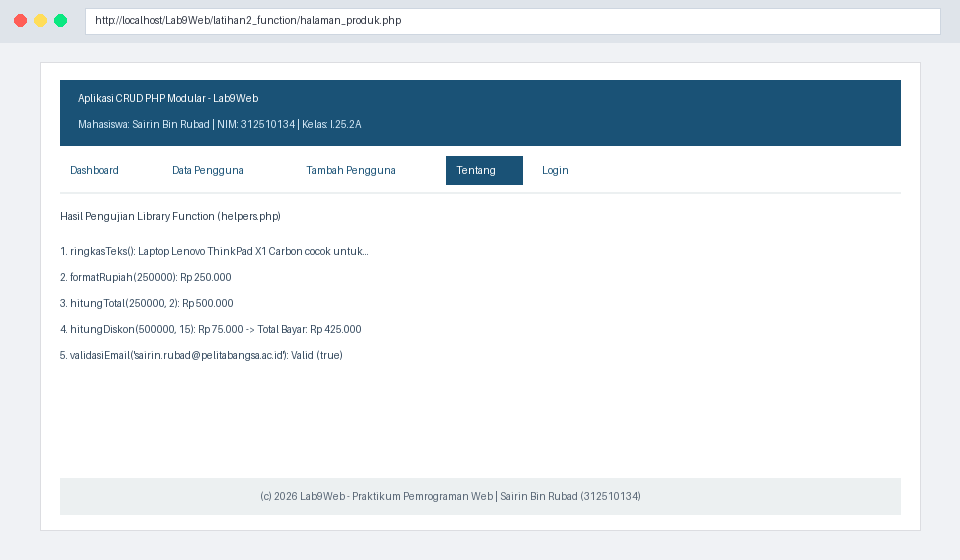 http://localhost/Lab9Web/latihan2_function/halaman_produk.php
Aplikasi CRUD PHP Modular - Lab9Web
Mahasiswa: Sairin Bin Rubad | NIM: 312510134 | Kelas: I.25.2A
Dashboard Data Pengguna Tambah Pengguna Tentang Login
Hasil Pengujian Library Function (helpers.php)
1. ringkasTeks(): Laptop Lenovo ThinkPad X1 Carbon cocok untuk...
2. formatRupiah(250000): Rp 250.000
3. hitungTotal(250000, 2): Rp 500.000
4. hitungDiskon(500000, 15): Rp 75.000 -> Total Bayar: Rp 425.000
5. validasiEmail('sairin.rubad@pelitabangsa.ac.id'): Valid (true)
(c) 2026 Lab9Web - Praktikum Pemrograman Web | Sairin Bin Rubad (312510134)